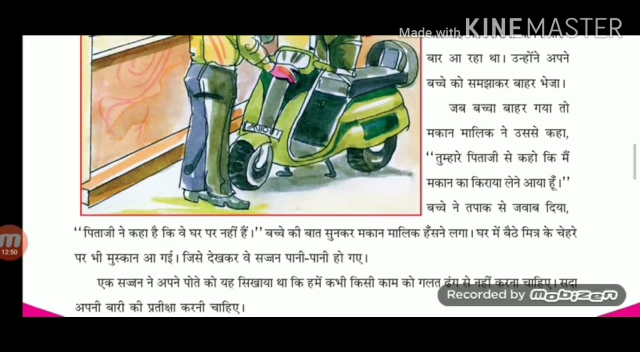 Made with KINEMASTER
बार आ रहा था। उन्होंने अपने
बच्चे को समझाकर बाहर भेजा।
जब बच्चा बाहर गया तो
मकान मालिक ने उससे कहा,
“तुम्हारे पिताजी से कहो कि मैं
मकान का किराया लेने आया हूँ।”
बच्चे ने तपाक से जवाब दिया,
“पिताजी ने कहा है कि वे घर पर नहीं हैं।” बच्चे की बात सुनकर मकान मालिक हँसने लगा। घर में बैठे मित्र के चेहरे
पर भी मुस्कान आ गई। जिसे देखकर वे सज्जन पानी-पानी हो गए।
12:50
एक सज्जन ने अपने पोते को यह सिखाया था कि हमें कभी किसी काम को गलत ढंग से नहीं करना चाहिए। सदा
Recorded by mobizen
अपनी बारी की प्रतीक्षा करनी चाहिए।